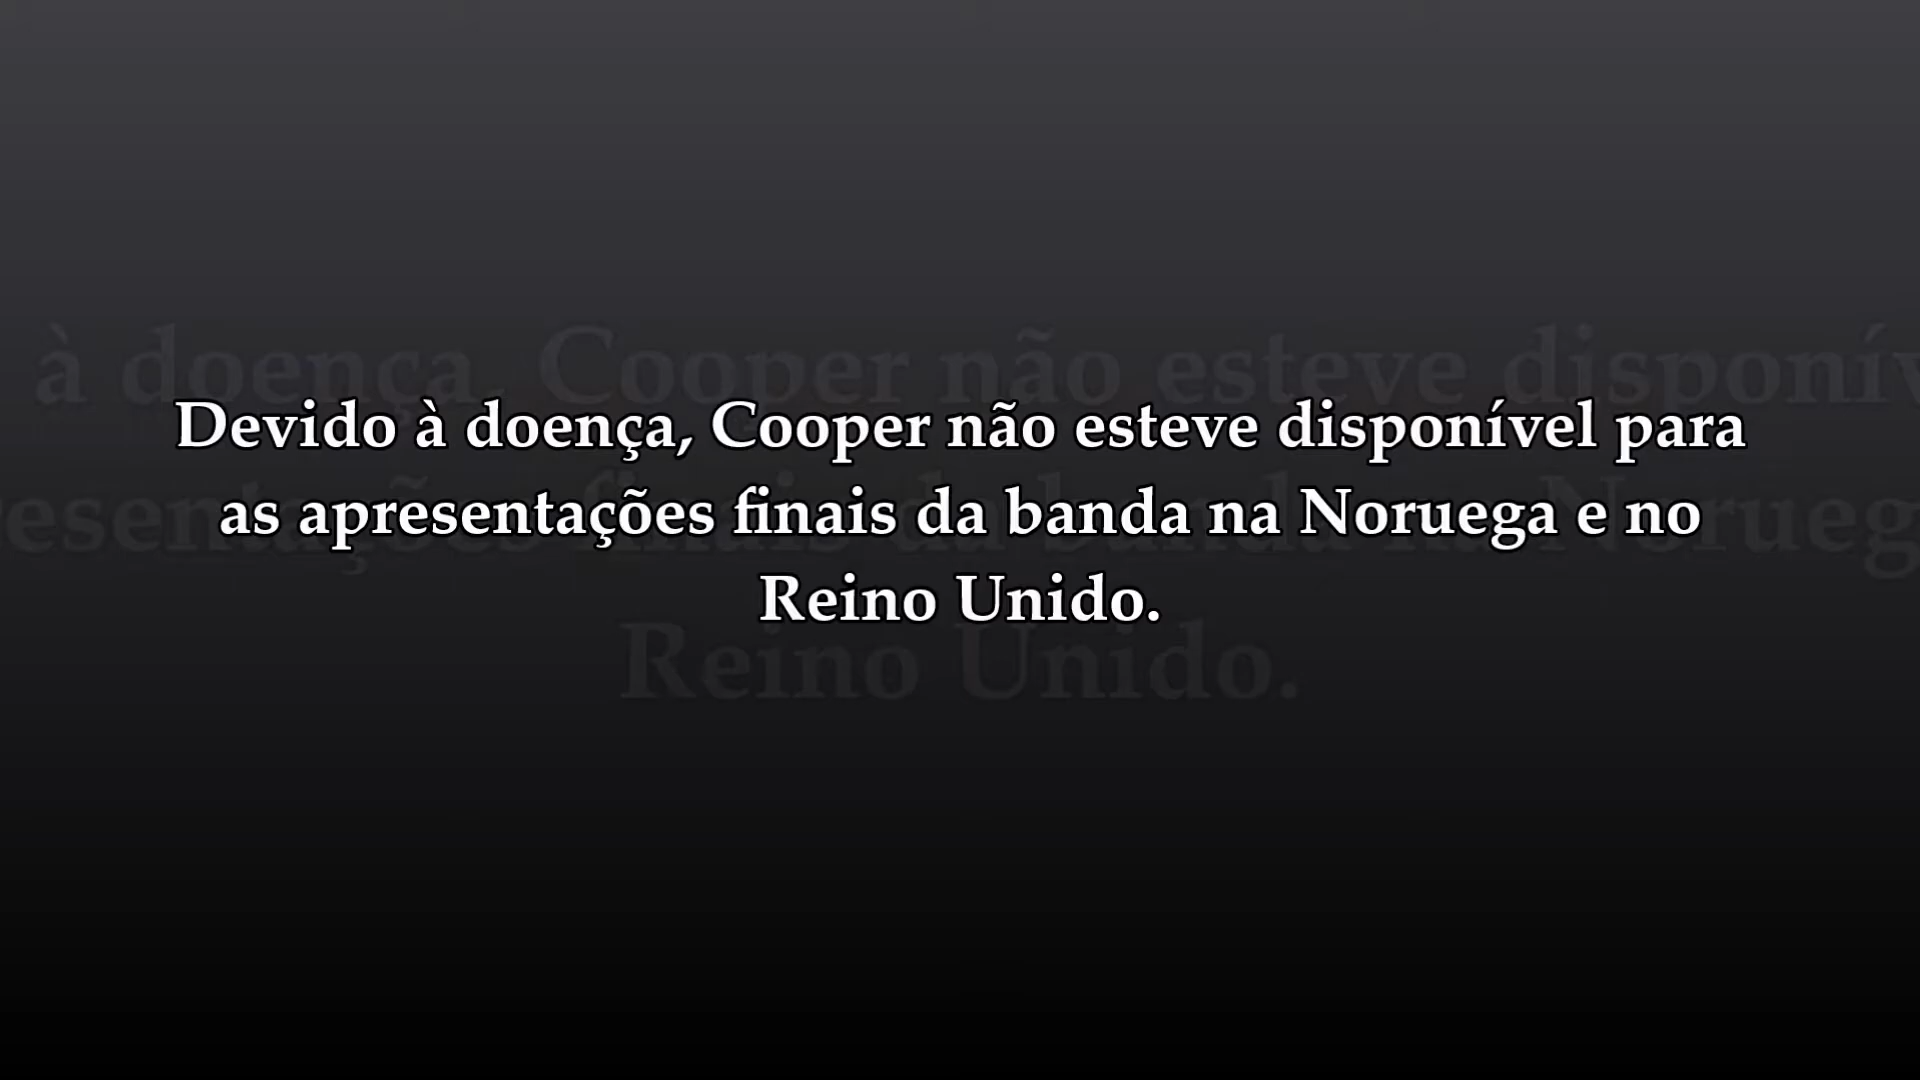 Devido à doença, Cooper não esteve disponível para
as apresentações finais da banda na Noruega e no
Reino Unido.